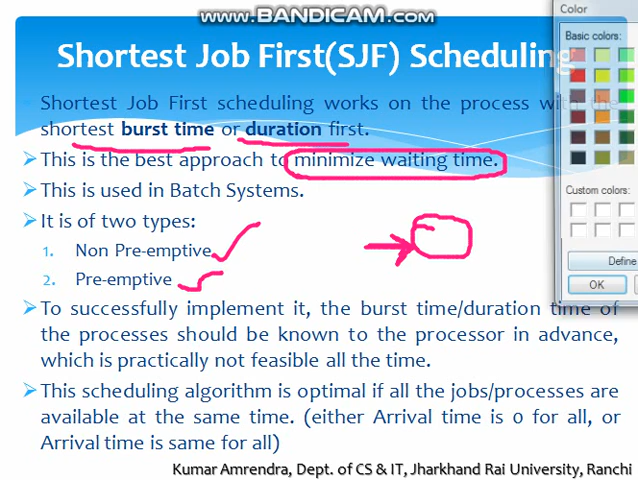 www.BANDICAM.com
Color
Shortest Job First(SJF) Scheduling
Basic colors:
Shortest Job First scheduling works on the process with the
shortest burst time or duration first.
This is the best approach to minimize waiting time.
This is used in Batch Systems.
Custom colors:
It is of two types:
1. Non Pre-emptive
Define
2. Pre-emptive
OK
To successfully implement it, the burst time/duration time of
the processes should be known to the processor in advance,
which is practically not feasible all the time.
This scheduling algorithm is optimal if all the jobs/processes are
available at the same time. (either Arrival time is 0 for all, or
Arrival time is same for all)
Kumar Amrendra, Dept. of CS & IT, Jharkhand Rai University, Ranchi